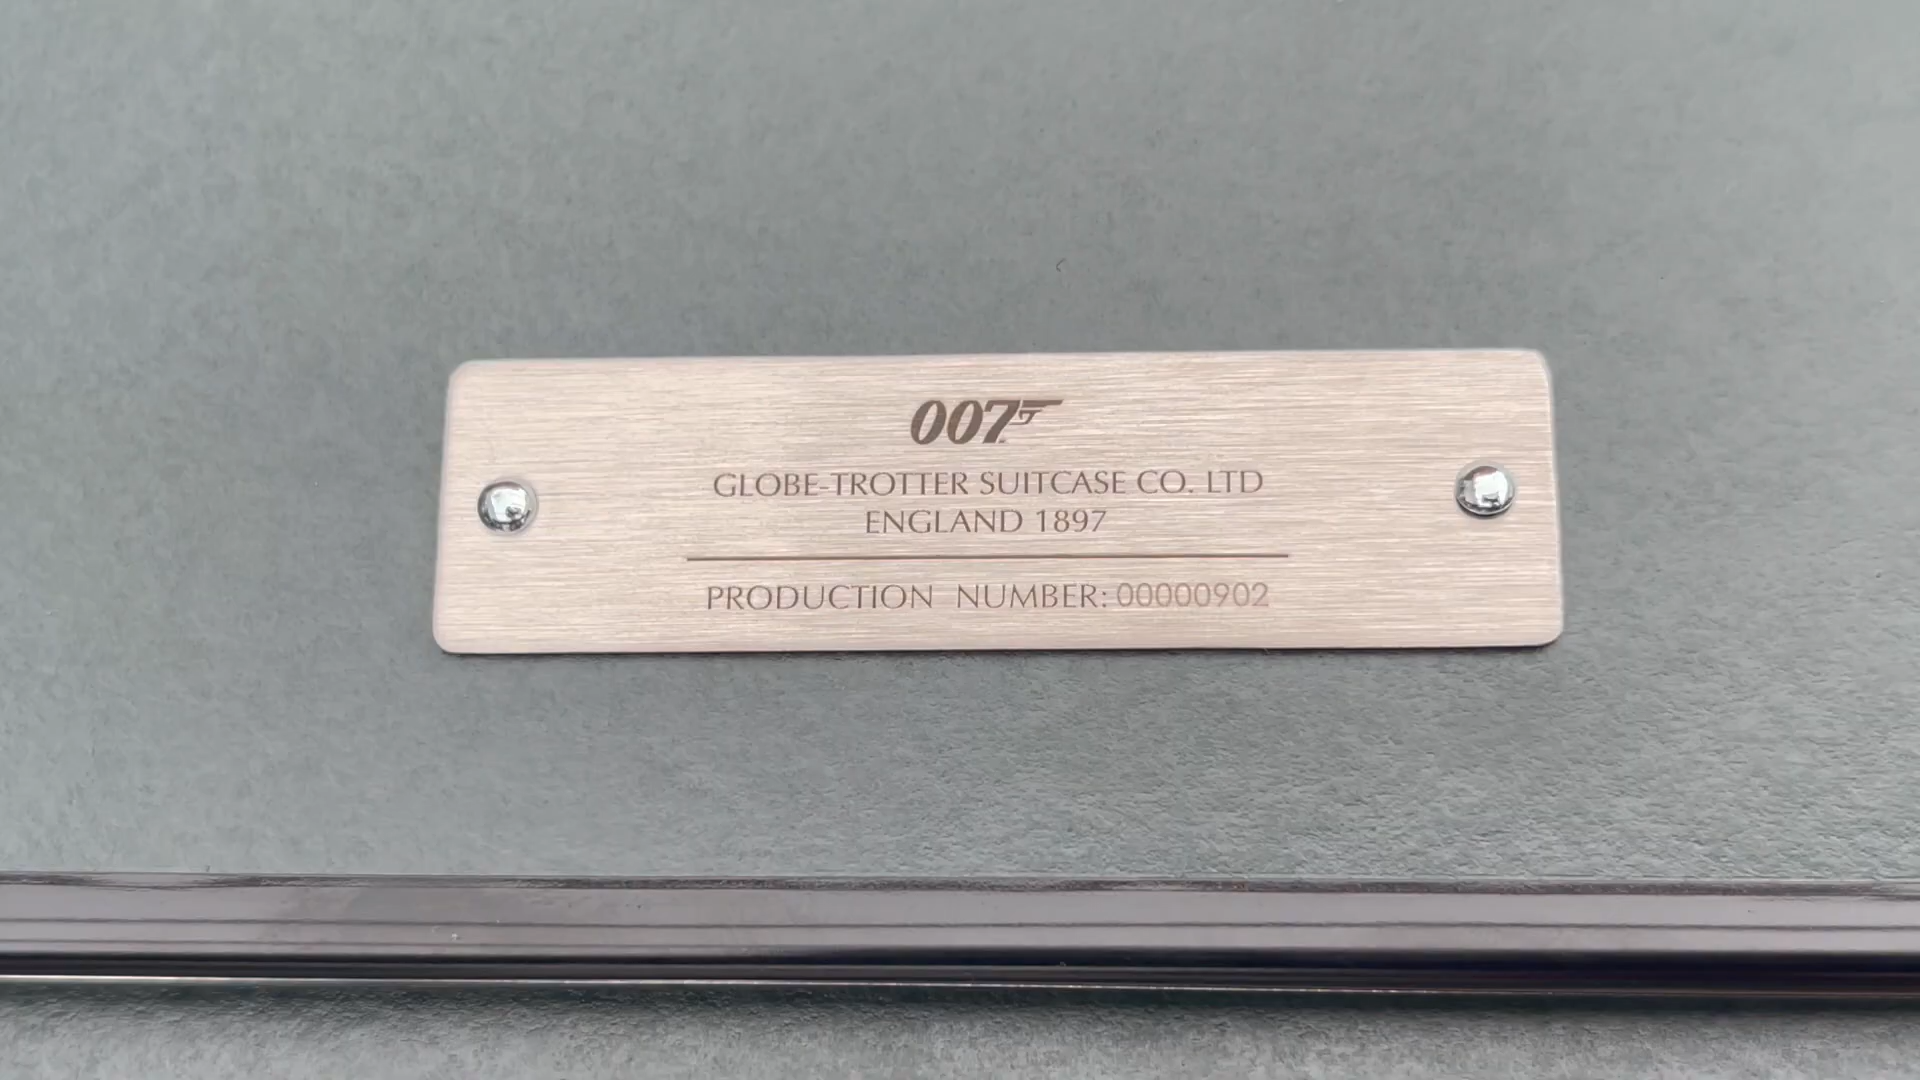 007
GLOBE-TROTTER SUITCASE CO. LTD
ENGLAND 1897
PRODUCTION NUMBER: 00000902